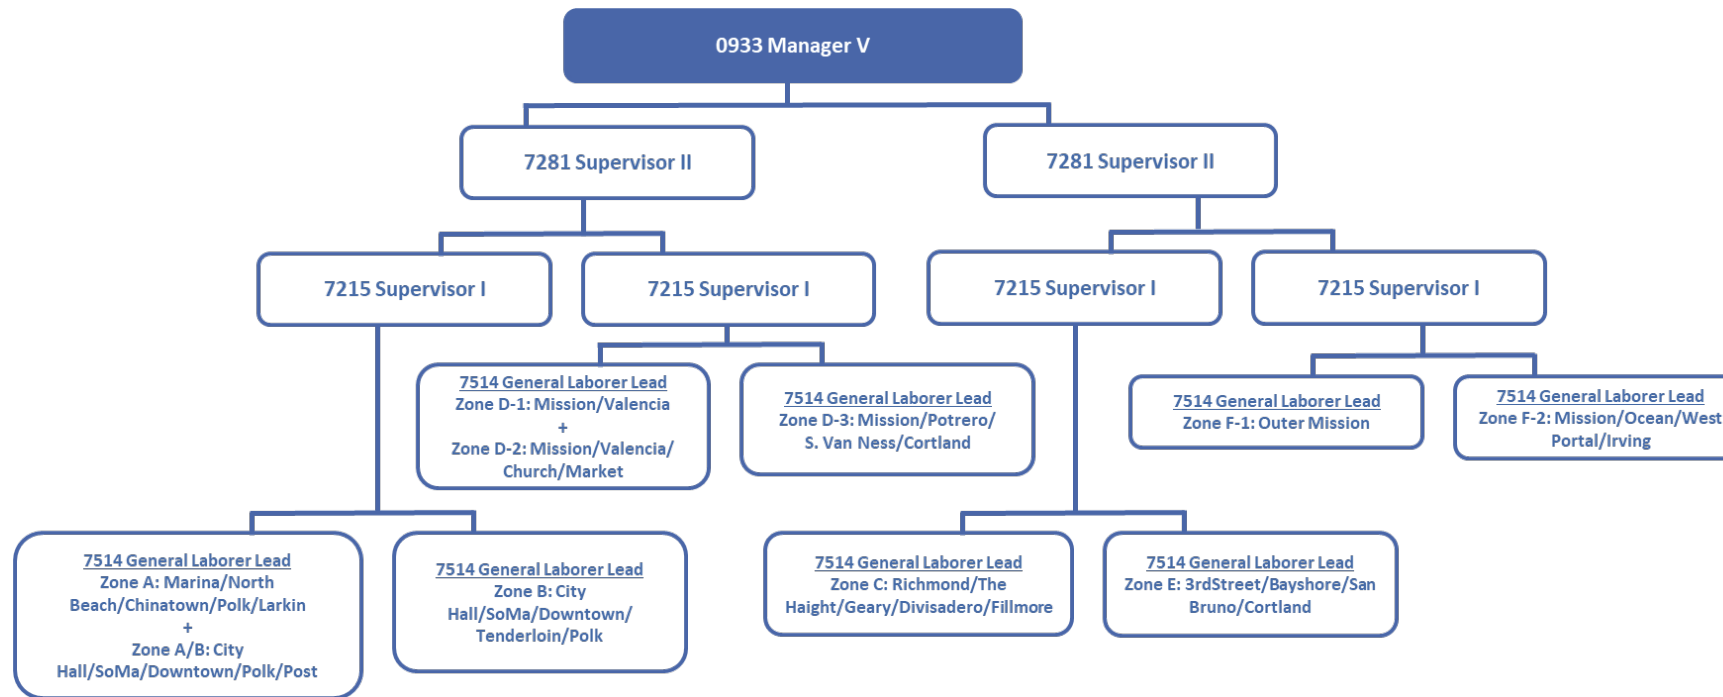 0933 Manager V
7281 Supervisor II
7281 Supervisor II
7215 Supervisor I
7215 Supervisor I
7215 Supervisor I
7215 Supervisor I
7514 General Laborer Lead
Zone D-1: Mission/Valencia
+
Zone D-2: Mission/Valencia/
Church/Market
7514 General Laborer Lead
Zone D-3: Mission/Potrero/
S. Van Ness/Cortland
7514 General Laborer Lead
Zone F-1: Outer Mission
7514 General Laborer Lead
Zone F-2: Mission/Ocean/West
Portal/Irving
7514 General Laborer Lead
Zone A: Marina/North
Beach/Chinatown/Polk/Larkin
+
Zone A/B: City
Hall/SoMa/Downtown/Polk/Post
7514 General Laborer Lead
Zone B: City
Hall/SoMa/Downtown/
Tenderloin/Polk
7514 General Laborer Lead
Zone C: Richmond/The
Haight/Geary/Divisadero/Fillmore
7514 General Laborer Lead
Zone E: 3rdStreet/Bayshore/San
Bruno/Cortland